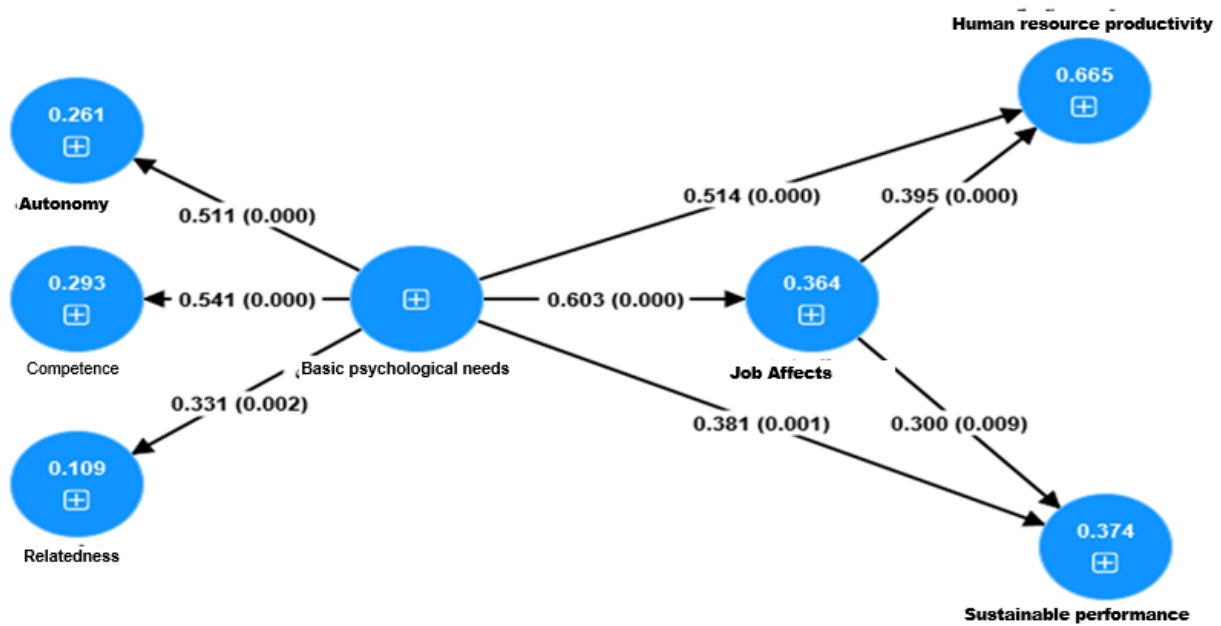 Human resource productivity
0.665
0.261
Autonomy
0.511 (0.000)
0.514 (0.000)
0.395 (0.000)
0.293
Competence
0.541 (0.000)
Basic psychological needs
0.603 (0.000)
0.364
Job Affects
0.331 (0.002)
0.381 (0.001)
0.300 (0.009)
0.109
Relatedness
0.374
Sustainable performance